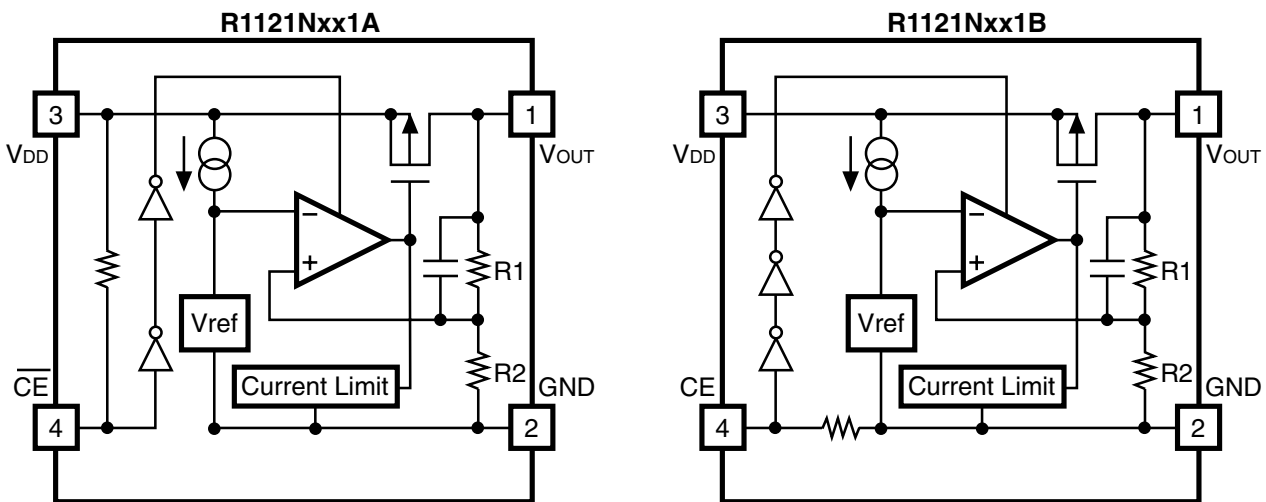 R1121Nxx1A
3
1
VDD
VOUT
−
+
R1
Vref
R2
Current Limit
CE
GND
4
2
R1121Nxx1B
3
1
VDD
VOUT
−
+
R1
Vref
R2
Current Limit
CE
GND
4
2